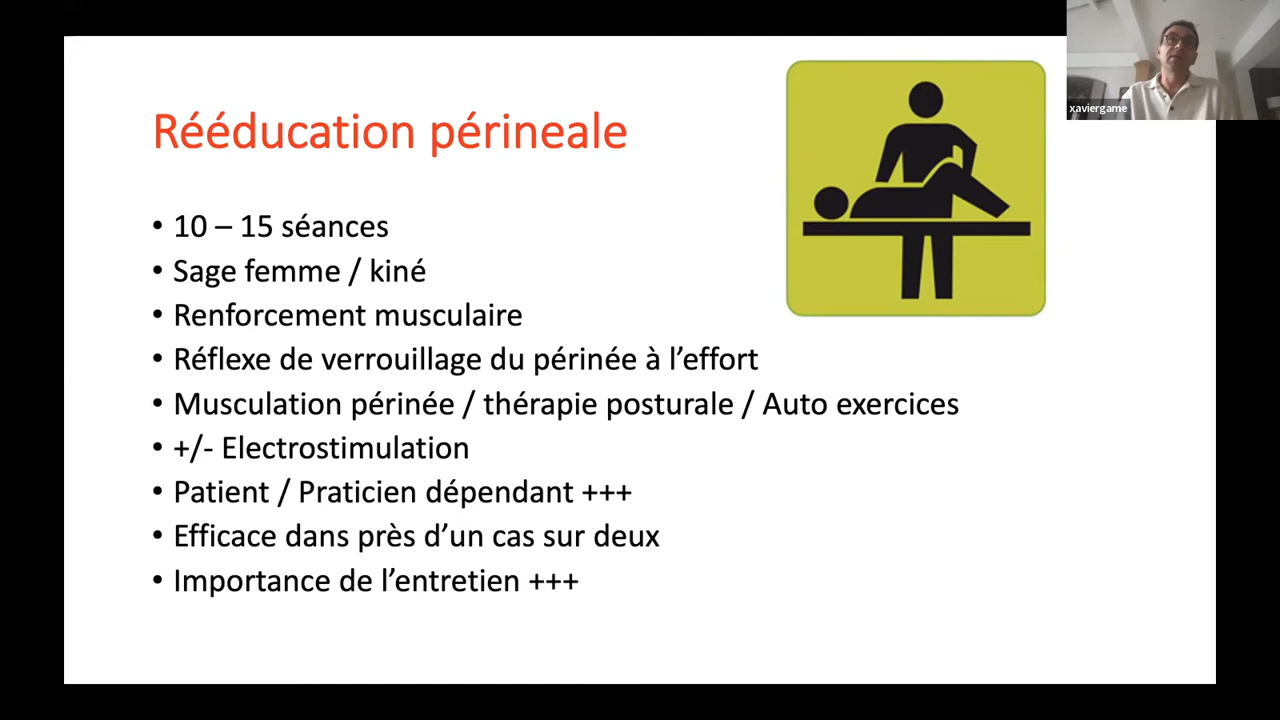 xaviergame
Rééducation périneale
• 10 – 15 séances
• Sage femme / kiné
• Renforcement musculaire
• Réflexe de verrouillage du périnée à l’effort
• Musculation périnée / thérapie posturale / Auto exercices
• +/- Electrostimulation
• Patient / Praticien dépendant +++
• Efficace dans près d’un cas sur deux
• Importance de l’entretien +++